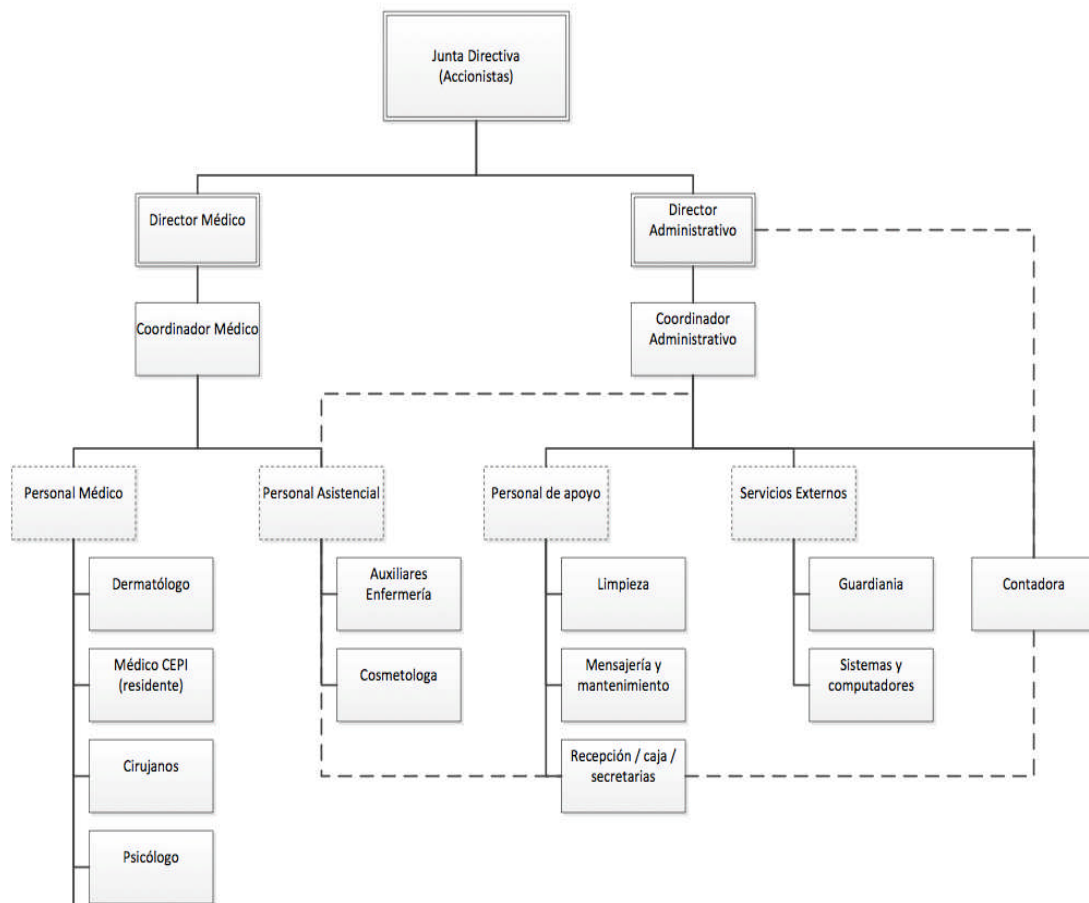 Junta Directiva
(Accionistas)
Director Médico
Director
Administrativo
Coordinador Médico
Coordinador
Administrativo
Personal Médico
Personal Asistencial
Personal de apoyo
Servicios Externos
Dermatólogo
Auxiliares
Enfermería
Limpieza
Guardiania
Contadora
Médico CEPI
(residente)
Cosmetologa
Mensajería y
mantenimiento
Sistemas y
computadores
Cirujanos
Recepción / caja /
secretarias
Psicólogo